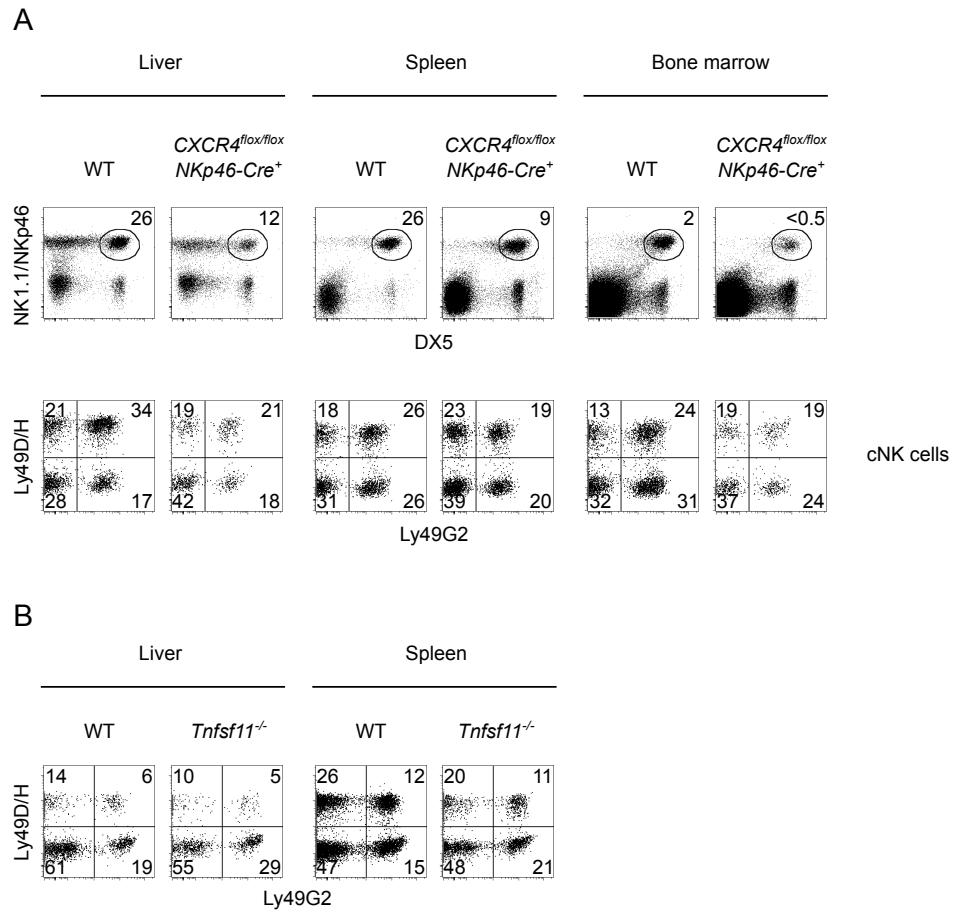 A
Liver Spleen Bone marrow
WT CXCR4flox/flox NKp46-Cre+ WT CXCR4flox/flox NKp46-Cre+ WT CXCR4flox/flox NKp46-Cre+
NK1.1/NKp46
26 12 26 9 2 <0.5
DX5
Ly49D/H
21 34 19 21 18 26 23 19 13 24 19 19
cNK cells
28 17 42 18 31 26 39 20 32 31 37 24
Ly49G2
B
Liver Spleen
WT Tnfsf11-/- WT Tnfsf11-/-
Ly49D/H
14 6 10 5 26 12 20 11
61 19 55 29 47 15 48 21
Ly49G2